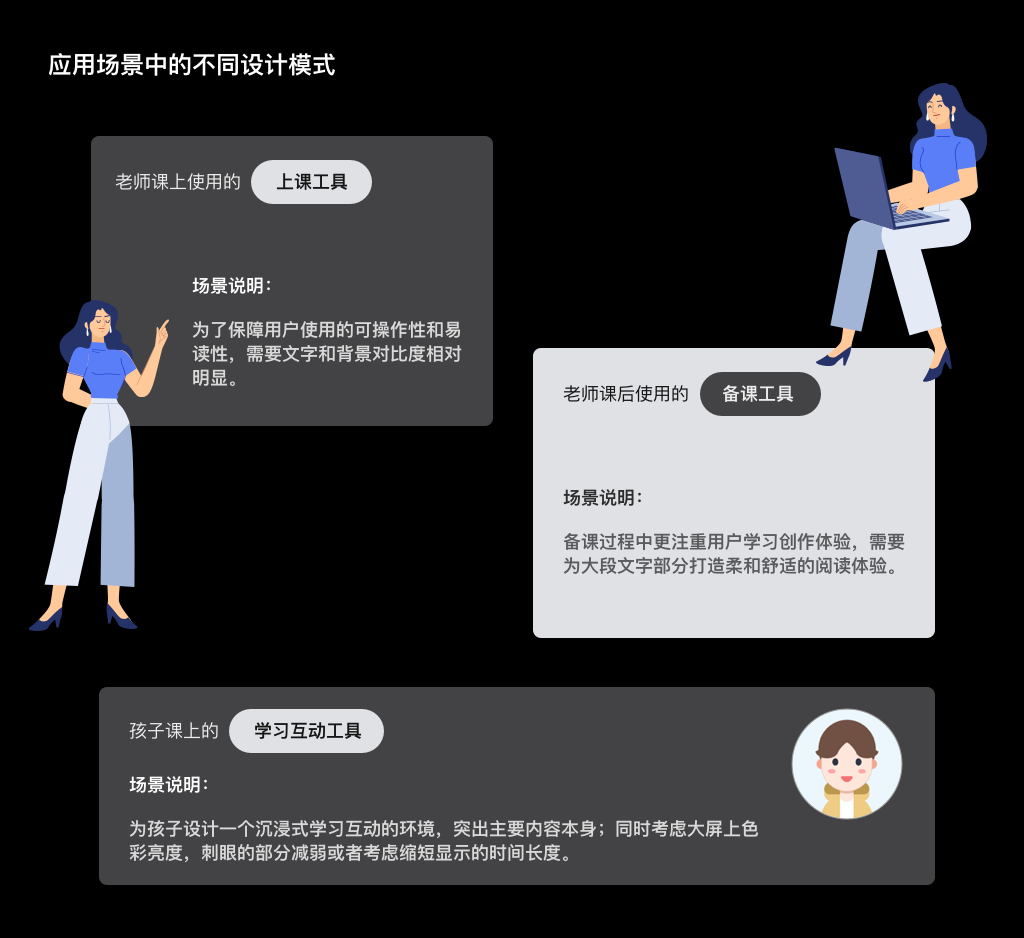 应用场景中的不同设计模式
老师课上使用的 上课工具
场景说明：
为了保障用户使用的可操作性和易
读性，需要文字和背景对比度相对
明显。
老师课后使用的 备课工具
场景说明：
备课过程中更注重用户学习创作体验，需要
为大段文字部分打造柔和舒适的阅读体验。
孩子课上的 学习互动工具
场景说明：
为孩子设计一个沉浸式学习互动的环境，突出主要内容本身；同时考虑大屏上色
彩亮度，刺眼的部分减弱或者考虑缩短显示的时间长度。